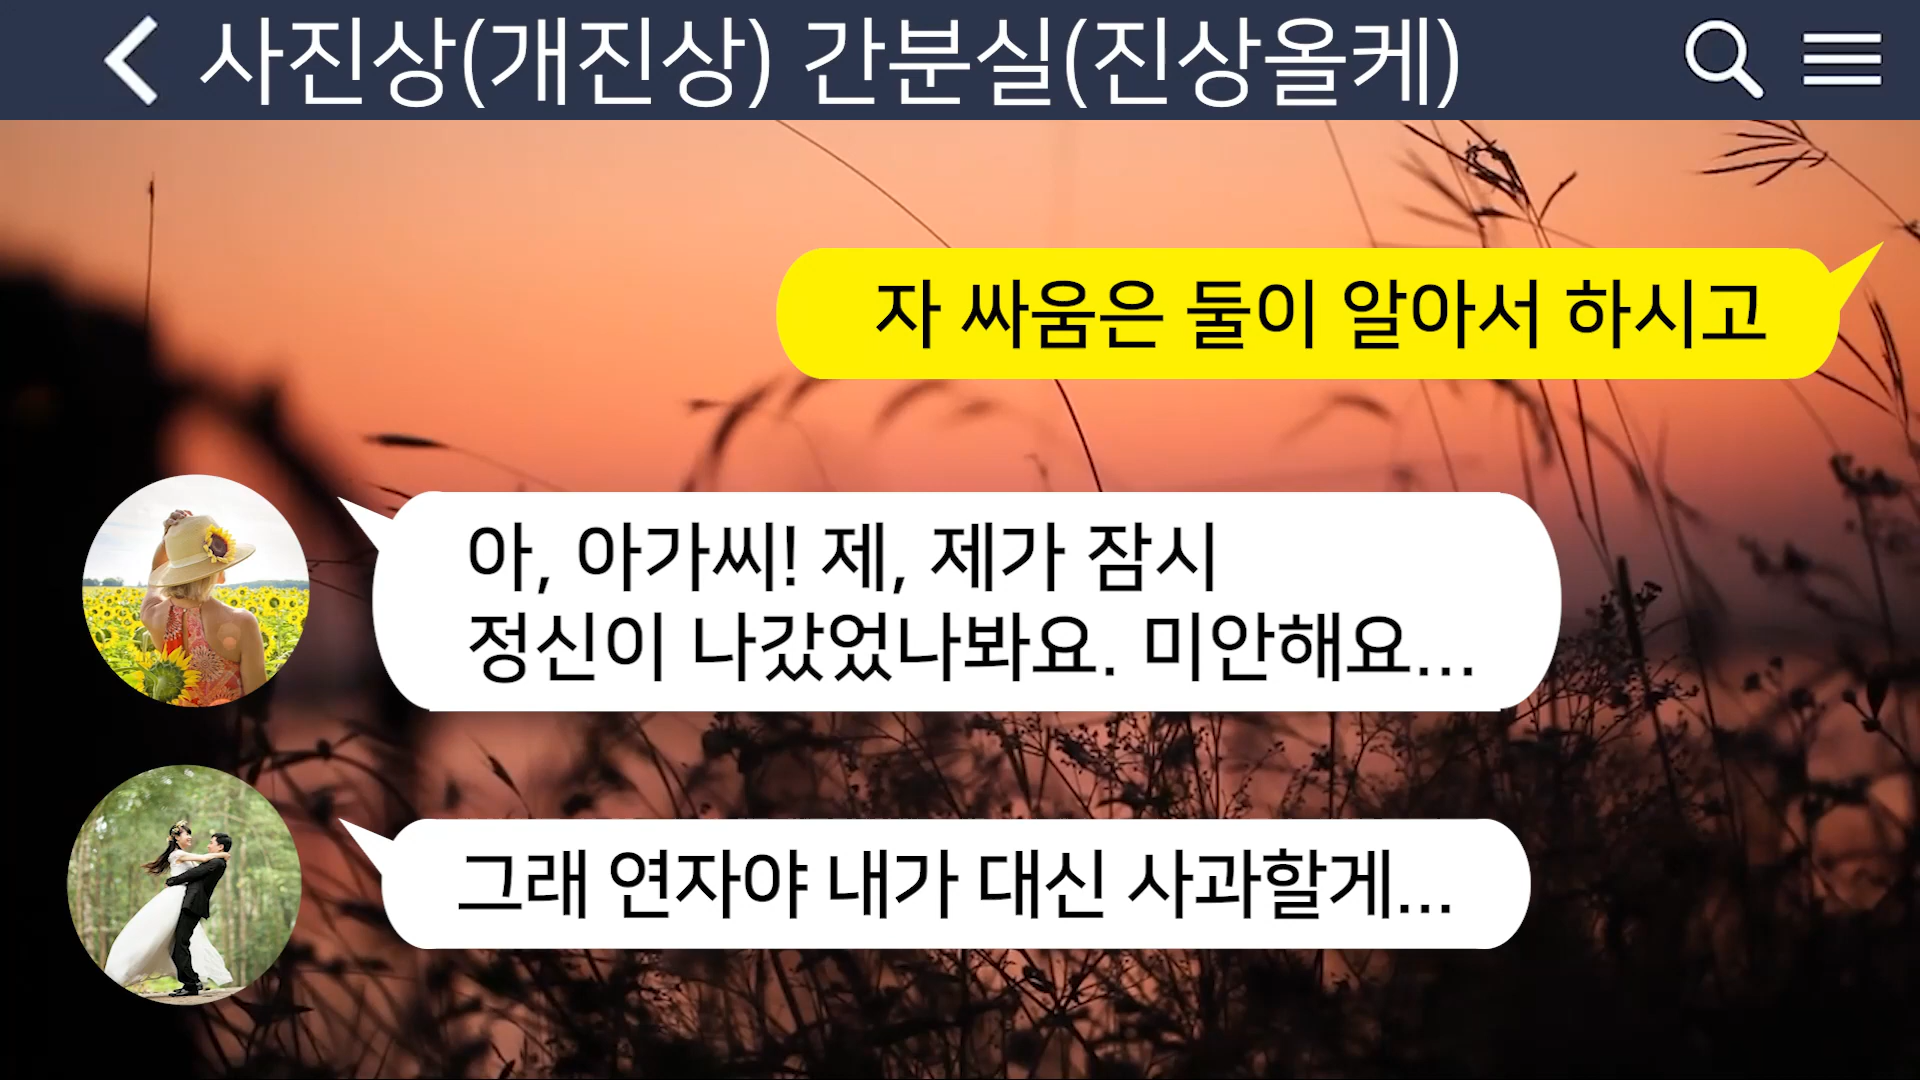 사진상(개진상) 간분실(진상올케)
자 싸움은 둘이 알아서 하시고
아, 아가씨! 제, 제가 잠시
정신이 나갔었나봐요. 미안해요...
그래 연자야 내가 대신 사과할게...